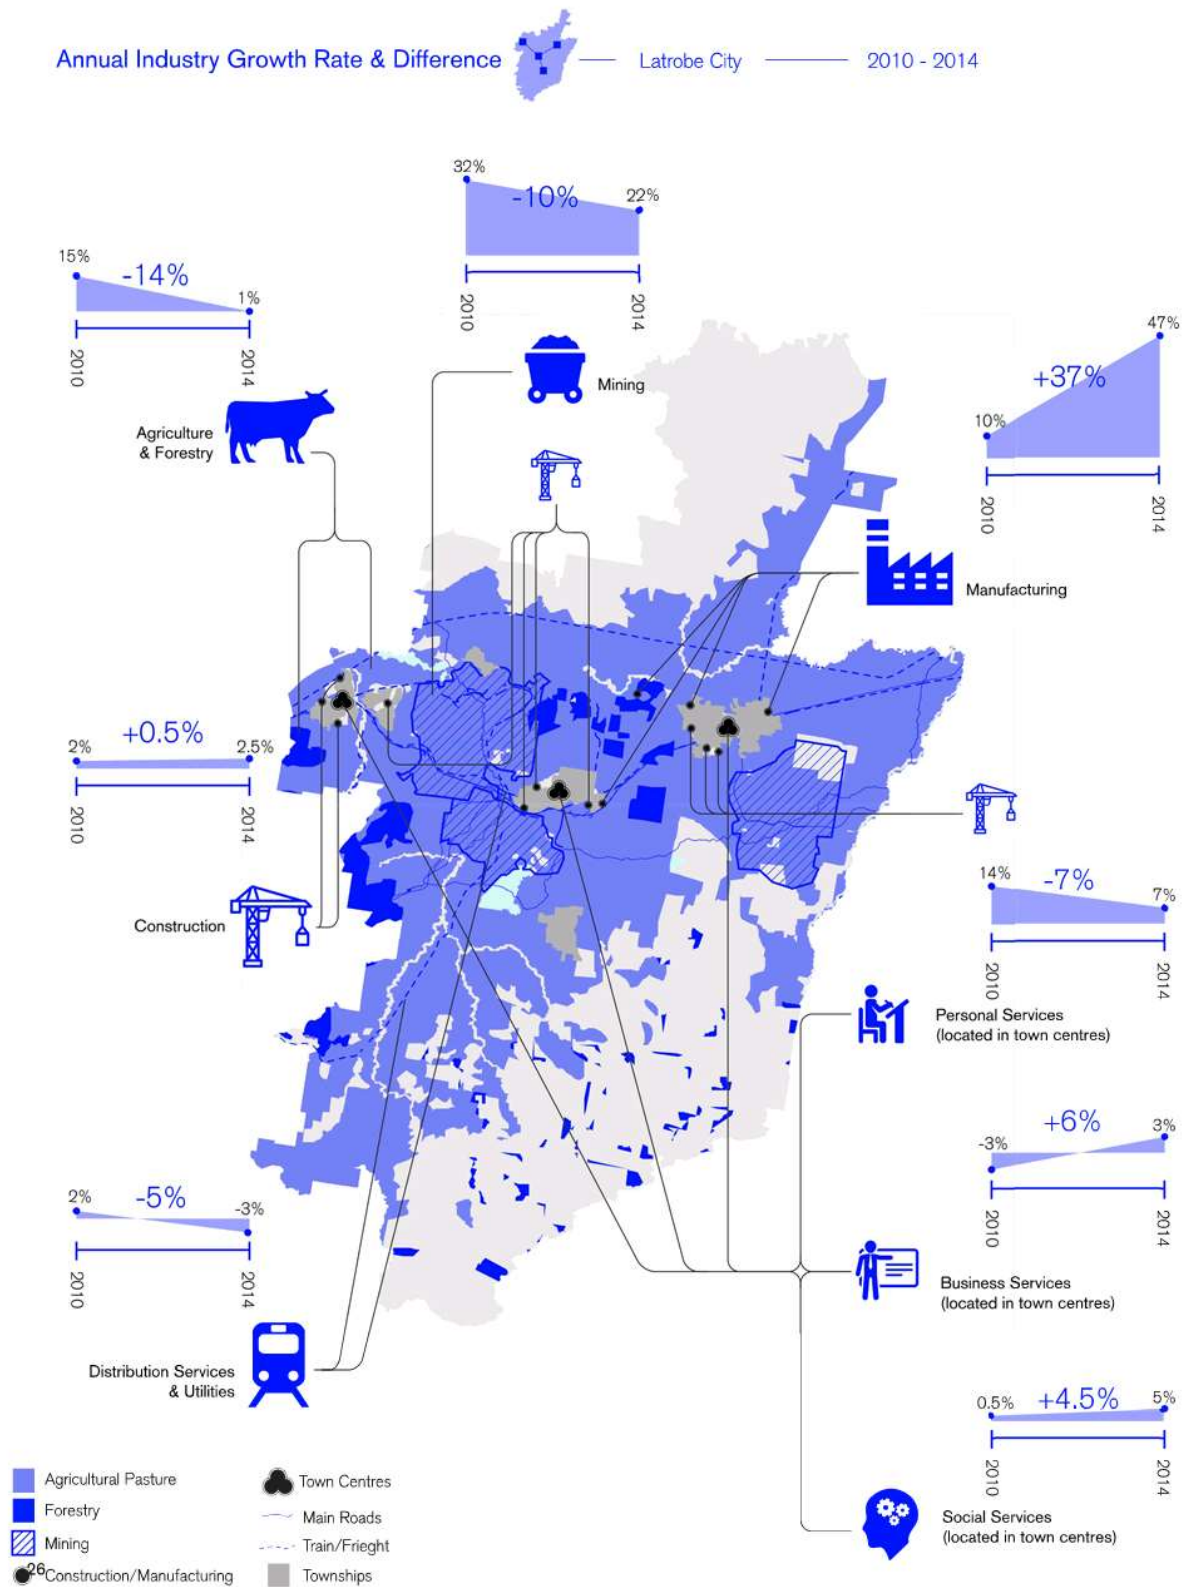 Annual Industry Growth Rate & Difference
Latrobe City
2010 - 2014
32%
-10%
22%
2010
2014
15%
-14%
1%
2010
2014
47%
+37%
10%
2010
2014
Mining
Agriculture
& Forestry
Manufacturing
+0.5%
2%
2.5%
2010
2014
14%
-7%
7%
2010
2014
Construction
Personal Services
(located in town centres)
-3%
+6%
3%
2010
2014
2%
-5%
-3%
2010
2014
Business Services
(located in town centres)
Distribution Services
& Utilities
0.5%
+4.5%
5%
2010
2014
Agricultural Pasture
Forestry
Mining
26
Construction/Manufacturing
Town Centres
Main Roads
Train/Frieght
Townships
Social Services
(located in town centres)